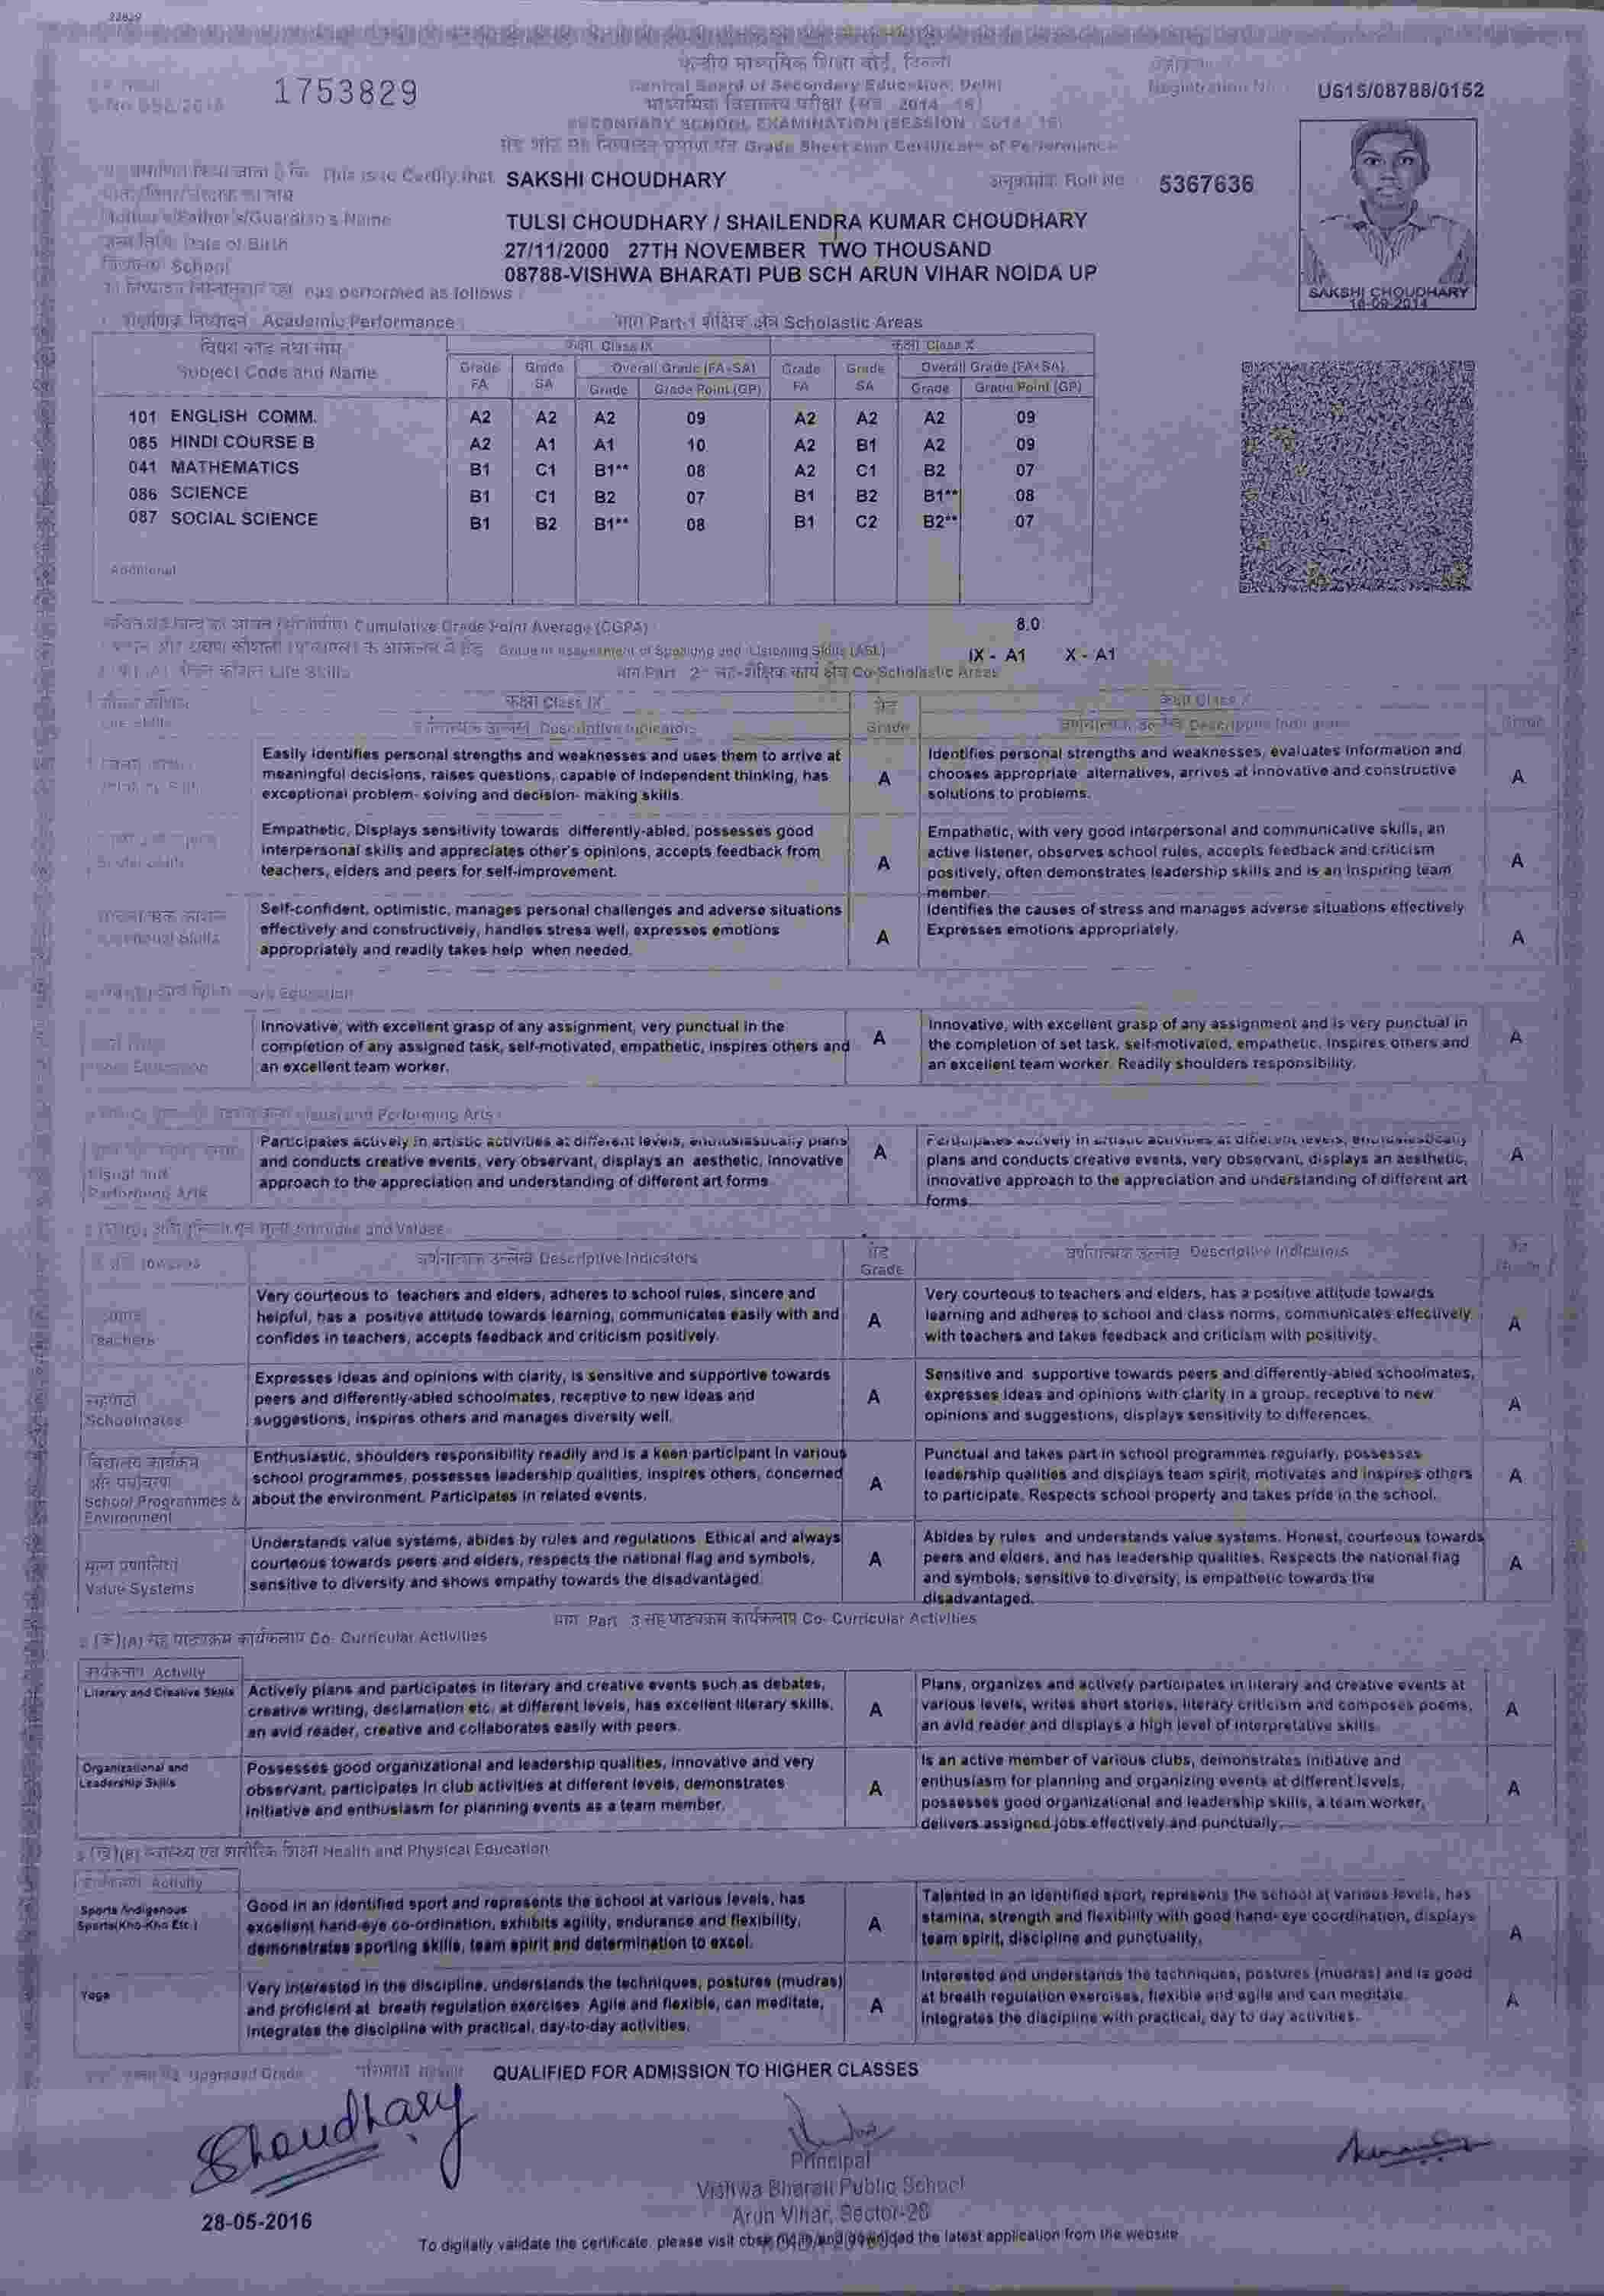 22829
केन्द्रीय माध्यमिक शिक्षा बोर्ड, दिल्ली
1753829
Central Board of Secondary Education, Delhi
Registration No.
U615/08788/0152
SECONDARY SCHOOL EXAMINATION (SESSION
Grade Sheet cum Certificate of Performance
This is to Certify that SAKSHI CHOUDHARY
अनुक्रमांक Roll No. 5367636
Mother's/Father's/Guardian's Name
TULSI CHOUDHARY / SHAILENDRA KUMAR CHOUDHARY
जन्म तिथि Date of Birth 27/11/2000 27TH NOVEMBER TWO THOUSAND
विद्यालय School 08788-VISHWA BHARATI PUB SCH ARUN VIHAR NOIDA UP
has performed as follows
SAKSHI CHOUDHARY
Academic Performance
भाग Part-1 शैक्षिक क्षेत्र Scholastic Areas
विषय कोड तथा नाम कक्षा Class IX कक्षा Class X
Subject Code and Name Grade FA Grade SA Overall Grade (FA+SA) Grade FA Grade SA Overall Grade (FA+SA)
Grade Grade Point (GP) Grade Grade Point (GP)
101 ENGLISH COMM. A2 A2 A2 09 A2 A2 A2 09
085 HINDI COURSE B A2 A1 A1 10 A2 B1 A2 09
041 MATHEMATICS B1 C1 B1** 08 A2 C1 B2 07
086 SCIENCE B1 C1 B2 07 B1 B2 B1** 08
087 SOCIAL SCIENCE B1 B2 B1** 08 B1 C2 B2** 07
Additional
Cumulative Grade Point Average (CGPA) 8.0
Grade in Assessment of Speaking and Listening Skills (ASL) IX - A1 X - A1
Life Skills
भाग Part 2 Co-Scholastic Areas
कक्षा Class IX
Descriptive Indicators
ग्रेड
Grade
Easily identifies personal strengths and weaknesses and uses them to arrive at
meaningful decisions, raises questions, capable of independent thinking, has
exceptional problem- solving and decision- making skills.
A
Identifies personal strengths and weaknesses, evaluates information and
chooses appropriate alternatives, arrives at innovative and constructive
solutions to problems.
A
Empathetic, Displays sensitivity towards differently-abled, possesses good
interpersonal skills and appreciates other's opinions, accepts feedback from
teachers, elders and peers for self-improvement.
A
Empathetic, with very good interpersonal and communicative skills, an
active listener, observes school rules, accepts feedback and criticism
positively, often demonstrates leadership skills and is an inspiring team
member.
A
Self-confident, optimistic, manages personal challenges and adverse situations
effectively and constructively, handles stress well, expresses emotions
appropriately and readily takes help when needed.
A
Identifies the causes of stress and manages adverse situations effectively
Expresses emotions appropriately.
A
Education
Innovative, with excellent grasp of any assignment, very punctual in the
completion of any assigned task, self-motivated, empathetic, inspires others and
an excellent team worker.
A
Innovative, with excellent grasp of any assignment and is very punctual in
the completion of set task, self-motivated, empathetic. Inspires others and
an excellent team worker. Readily shoulders responsibility.
A
Visual and Performing Arts
Visual and
Performing Arts
Participates actively in artistic activities at different levels, enthusiastically plans
and conducts creative events, very observant, displays an aesthetic, innovative
approach to the appreciation and understanding of different art forms
A
Participates actively in artistic activities at different levels, enthusiastically
plans and conducts creative events, very observant, displays an aesthetic,
innovative approach to the appreciation and understanding of different art
forms
A
Attitudes and Values
Towards
वर्णनात्मक उल्लेख Descriptive Indicators
ग्रेड
Grade
वर्णनात्मक उल्लेख Descriptive Indicators
Teachers
Very courteous to teachers and elders, adheres to school rules, sincere and
helpful, has a positive attitude towards learning, communicates easily with and
confides in teachers, accepts feedback and criticism positively.
A
Very courteous to teachers and elders, has a positive attitude towards
learning and adheres to school and class norms, communicates effectively
with teachers and takes feedback and criticism with positivity.
A
सहपाठी
Schoolmates
Expresses ideas and opinions with clarity, is sensitive and supportive towards
peers and differently-abled schoolmates, receptive to new ideas and
suggestions, inspires others and manages diversity well.
A
Sensitive and supportive towards peers and differently-abled schoolmates,
expresses ideas and opinions with clarity in a group, receptive to new
opinions and suggestions, displays sensitivity to differences.
A
विद्यालय कार्यक्रम
और पर्यावरण
School Programmes &
Environment
Enthusiastic, shoulders responsibility readily and is a keen participant in various
school programmes, possesses leadership qualities, inspires others, concerned
about the environment. Participates in related events.
A
Punctual and takes part in school programmes regularly, possesses
leadership qualities and displays team spirit, motivates and inspires others
to participate. Respects school property and takes pride in the school.
A
मूल्य प्रणालियां
Value Systems
Understands value systems, abides by rules and regulations. Ethical and always
courteous towards peers and elders, respects the national flag and symbols,
sensitive to diversity and shows empathy towards the disadvantaged.
A
Abides by rules and understands value systems. Honest, courteous towards
peers and elders, and has leadership qualities. Respects the national flag
and symbols, sensitive to diversity, is empathetic towards the
disadvantaged.
A
भाग Part 3 सह पाठ्यक्रम कार्यकलाप Co- Curricular Activities
(A) सह पाठ्यक्रम कार्यकलाप Co- Curricular Activities
कार्यकलाप Activity
Literary and Creative Skills
Actively plans and participates in literary and creative events such as debates,
creative writing, declamation etc. at different levels, has excellent literary skills,
an avid reader, creative and collaborates easily with peers.
A
Plans, organizes and actively participates in literary and creative events at
various levels, writes short stories, literary criticism and composes poems,
an avid reader and displays a high level of interpretative skills.
A
Organizational and
Leadership Skills
Possesses good organizational and leadership qualities, innovative and very
observant, participates in club activities at different levels, demonstrates
initiative and enthusiasm for planning events as a team member.
A
Is an active member of various clubs, demonstrates initiative and
enthusiasm for planning and organizing events at different levels,
possesses good organizational and leadership skills, a team worker,
delivers assigned jobs effectively and punctually.
A
(B) स्वास्थ्य एवं शारीरिक शिक्षा Health and Physical Education
Activity
Sports /Indigenous
Sports(Kho-Kho Etc.)
Good in an identified sport and represents the school at various levels, has
excellent hand-eye co-ordination, exhibits agility, endurance and flexibility,
demonstrates sporting skills, team spirit and determination to excel.
A
Talented in an identified sport, represents the school at various levels, has
stamina, strength and flexibility with good hand- eye coordination, displays
team spirit, discipline and punctuality.
A
Yoga
Very interested in the discipline, understands the techniques, postures (mudras)
and proficient at breath regulation exercises. Agile and flexible, can meditate,
integrates the discipline with practical, day-to-day activities.
A
Interested and understands the techniques, postures (mudras) and is good
at breath regulation exercises, flexible and agile and can meditate.
Integrates the discipline with practical, day to day activities.
A
Upgraded Grade
परिणाम Result QUALIFIED FOR ADMISSION TO HIGHER CLASSES
Choudhary
Principal
Vishwa Bharati Public School
Arun Vihar, Sector-28
28-05-2016
To digitally validate the certificate, please visit and download the latest application from the website